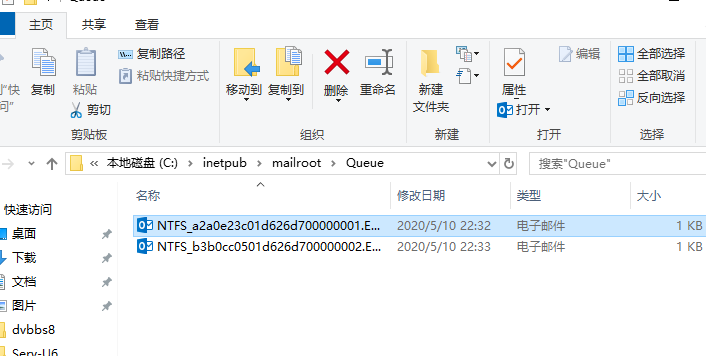 Queue
主页 共享 查看
复制
粘贴
复制路径
粘贴快捷方式
剪切
剪贴板
移动到
复制到
删除
重命名
组织
新建
文件夹
新建
属性
打开
编辑
打开
全部选择
全部取消
反向选择
选择
« 本地磁盘 (C:) > inetpub > mailroot > Queue
搜索"Queue"
名称 修改日期 类型 大小
快速访问
桌面
下载
文档
图片
dvbbs8
Serv-U6
NTFS_a2a0e23c01d626d700000001.E... 2020/5/10 22:32 电子邮件 1 KB
NTFS_b3b0cc0501d626d700000002.E... 2020/5/10 22:33 电子邮件 1 KB